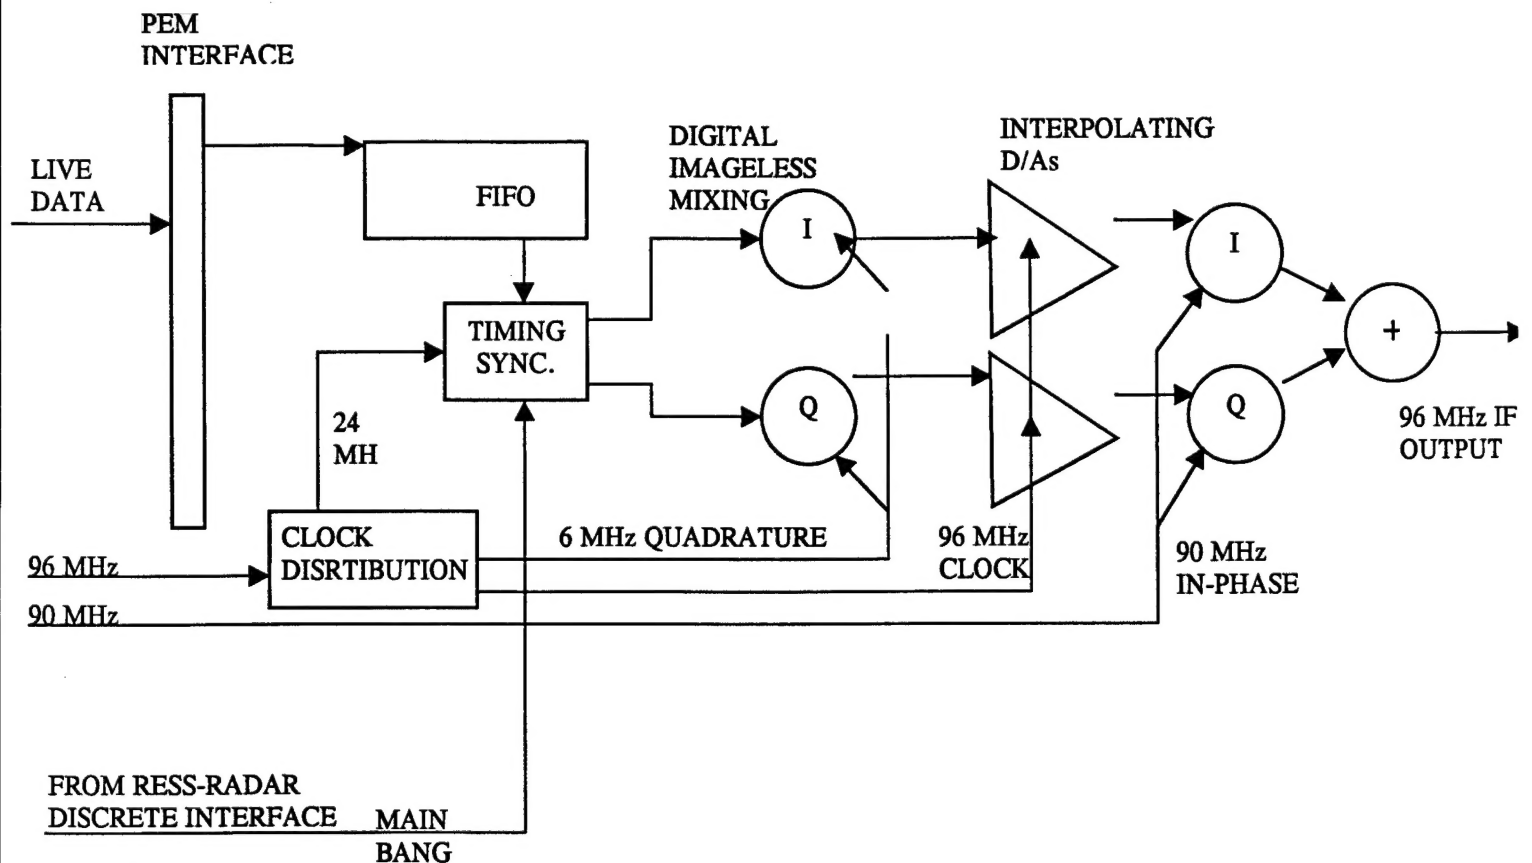 PEM
INTERFACE
LIVE
DATA
FIFO
DIGITAL
IMAGELESS
MIXING
INTERPOLATING
D/As
I
I
TIMING
SYNC.
+
24
MH
Q
Q
96 MHz IF
OUTPUT
CLOCK
DISRTIBUTION
6 MHz QUADRATURE
96 MHz
CLOCK
90 MHz
IN-PHASE
96 MHz
90 MHz
FROM RESS-RADAR
DISCRETE INTERFACE
MAIN
BANG